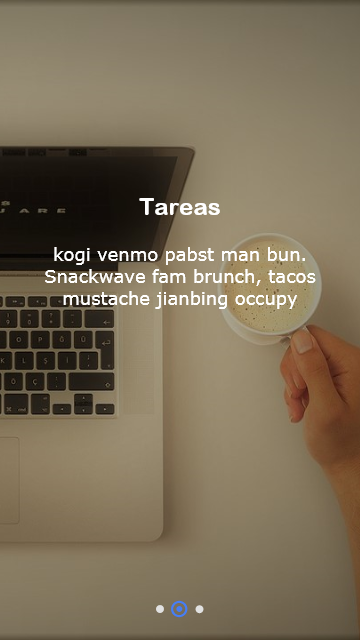 Tareas
kogi venmo pabst man bun.
Snackwave fam brunch, tacos
mustache jianbing occupy